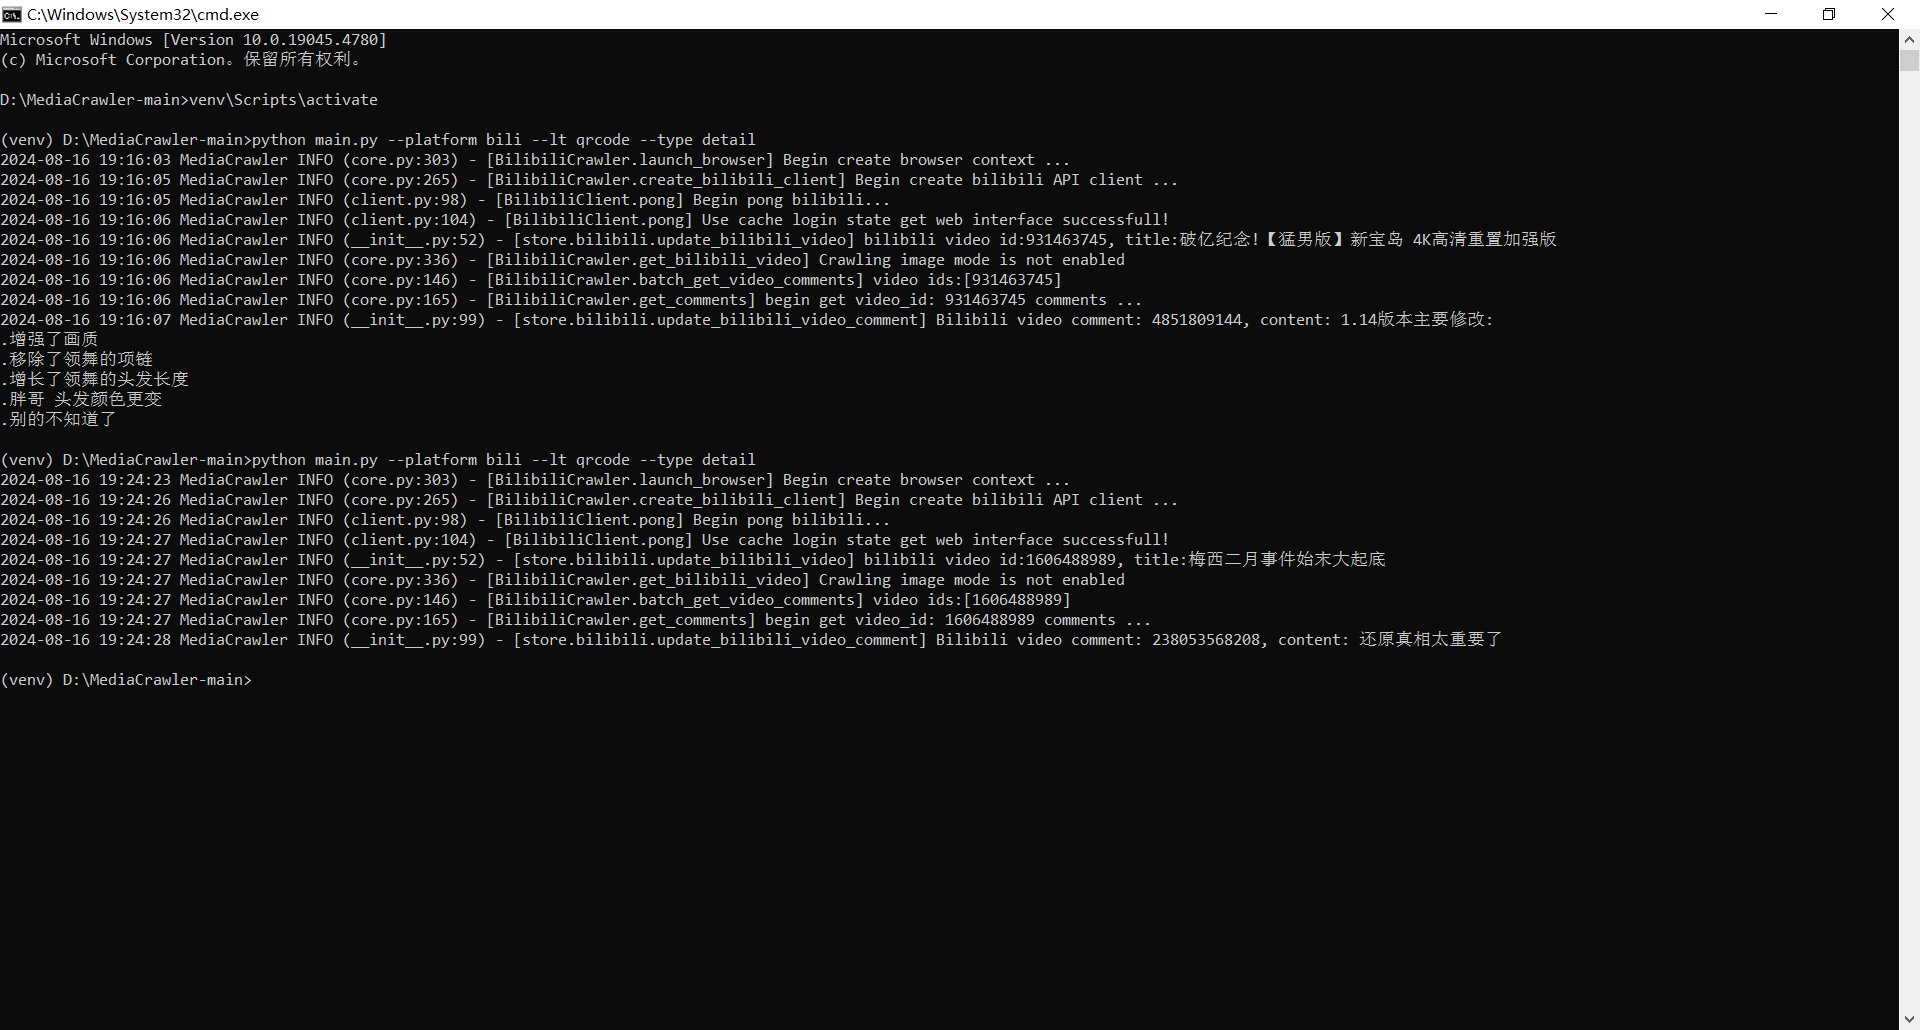 C:\Windows\System32\cmd.exe
Microsoft Windows [Version 10.0.19045.4780]
(c) Microsoft Corporation。保留所有权利。
D:\MediaCrawler-main>venv\Scripts\activate
(venv) D:\MediaCrawler-main>python main.py --platform bili --lt qrcode --type detail
2024-08-16 19:16:03 MediaCrawler INFO (core.py:303) - [BilibiliCrawler.launch_browser] Begin create browser context ...
2024-08-16 19:16:05 MediaCrawler INFO (core.py:265) - [BilibiliCrawler.create_bilibili_client] Begin create bilibili API client ...
2024-08-16 19:16:05 MediaCrawler INFO (client.py:98) - [BilibiliClient.pong] Begin pong bilibili...
2024-08-16 19:16:06 MediaCrawler INFO (client.py:104) - [BilibiliClient.pong] Use cache login state get web interface successfull!
2024-08-16 19:16:06 MediaCrawler INFO (__init__.py:52) - [store.bilibili.update_bilibili_video] bilibili video id:931463745, title:破亿纪念!【猛男版】新宝岛 4K高清重置加强版
2024-08-16 19:16:06 MediaCrawler INFO (core.py:336) - [BilibiliCrawler.get_bilibili_video] Crawling image mode is not enabled
2024-08-16 19:16:06 MediaCrawler INFO (core.py:146) - [BilibiliCrawler.batch_get_video_comments] video ids:[931463745]
2024-08-16 19:16:06 MediaCrawler INFO (core.py:165) - [BilibiliCrawler.get_comments] begin get video_id: 931463745 comments ...
2024-08-16 19:16:07 MediaCrawler INFO (__init__.py:99) - [store.bilibili.update_bilibili_video_comment] Bilibili video comment: 4851809144, content: 1.14版本主要修改:
.增强了画质
.移除了领舞的项链
.增长了领舞的头发长度
.胖哥 头发颜色更变
.别的不知道了
(venv) D:\MediaCrawler-main>python main.py --platform bili --lt qrcode --type detail
2024-08-16 19:24:23 MediaCrawler INFO (core.py:303) - [BilibiliCrawler.launch_browser] Begin create browser context ...
2024-08-16 19:24:26 MediaCrawler INFO (core.py:265) - [BilibiliCrawler.create_bilibili_client] Begin create bilibili API client ...
2024-08-16 19:24:26 MediaCrawler INFO (client.py:98) - [BilibiliClient.pong] Begin pong bilibili...
2024-08-16 19:24:27 MediaCrawler INFO (client.py:104) - [BilibiliClient.pong] Use cache login state get web interface successfull!
2024-08-16 19:24:27 MediaCrawler INFO (__init__.py:52) - [store.bilibili.update_bilibili_video] bilibili video id:1606488989, title:梅西二月事件始末大起底
2024-08-16 19:24:27 MediaCrawler INFO (core.py:336) - [BilibiliCrawler.get_bilibili_video] Crawling image mode is not enabled
2024-08-16 19:24:27 MediaCrawler INFO (core.py:146) - [BilibiliCrawler.batch_get_video_comments] video ids:[1606488989]
2024-08-16 19:24:27 MediaCrawler INFO (core.py:165) - [BilibiliCrawler.get_comments] begin get video_id: 1606488989 comments ...
2024-08-16 19:24:28 MediaCrawler INFO (__init__.py:99) - [store.bilibili.update_bilibili_video_comment] Bilibili video comment: 238053568208, content: 还原真相太重要了
(venv) D:\MediaCrawler-main>